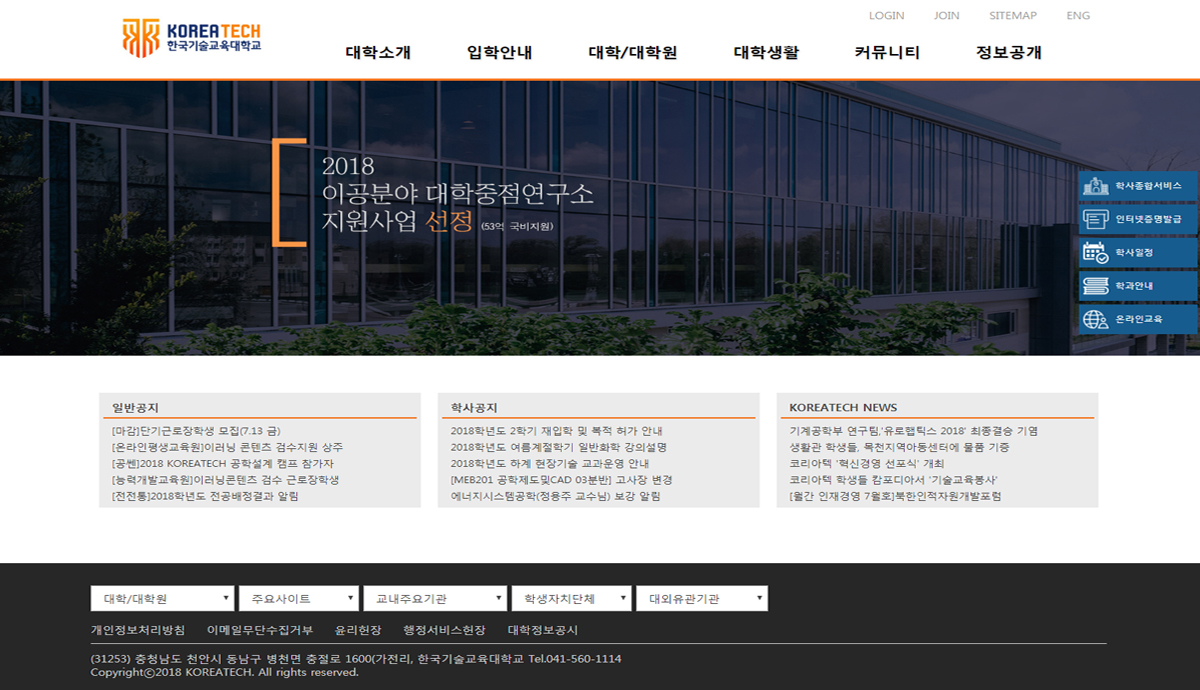 LOGIN JOIN SITEMAP ENG
KOREATECH
한국기술교육대학교
대학소개 입학안내 대학/대학원 대학생활 커뮤니티 정보공개
2018
이공분야 대학중점연구소
지원사업 선정 (53억 국비지원)
학사종합서비스
인터넷증명발급
학사일정
학과안내
온라인교육
일반공지
[마감]단기근로장학생 모집(7.13 금)
[온라인평생교육원]이러닝 콘텐츠 검수지원 상주
[공쎈]2018 KOREATECH 공학설계 캠프 참가자
[능력개발교육원]이러닝콘텐츠 검수 근로장학생
[전전통]2018학년도 전공배정결과 알림
학사공지
2018학년도 2학기 재입학 및 복적 허가 안내
2018학년도 여름계절학기 일반화학 강의설명
2018학년도 하계 현장기술 교과운영 안내
[MEB201 공학제도및CAD 03분반] 고사장 변경
에너지시스템공학(정용주 교수님) 보강 알림
KOREATECH NEWS
기계공학부 연구팀,'유로햅틱스 2018' 최종결승 기염
생활관 학생들, 목천지역아동센터에 물품 기증
코리아텍 '혁신경영 선포식' 개최
코리아텍 학생들 캄포디아서 '기술교육봉사'
[월간 인재경영 7월호]북한인적자원개발포럼
대학/대학원 주요사이트 교내주요기관 학생자치단체 대외유관기관
개인정보처리방침 이메일무단수집거부 윤리헌장 행정서비스헌장 대학정보공시
(31253) 충청남도 천안시 동남구 병천면 충절로 1600(가전리, 한국기술교육대학교 Tel.041-560-1114
Copyrightⓒ2018 KOREATECH. All rights reserved.